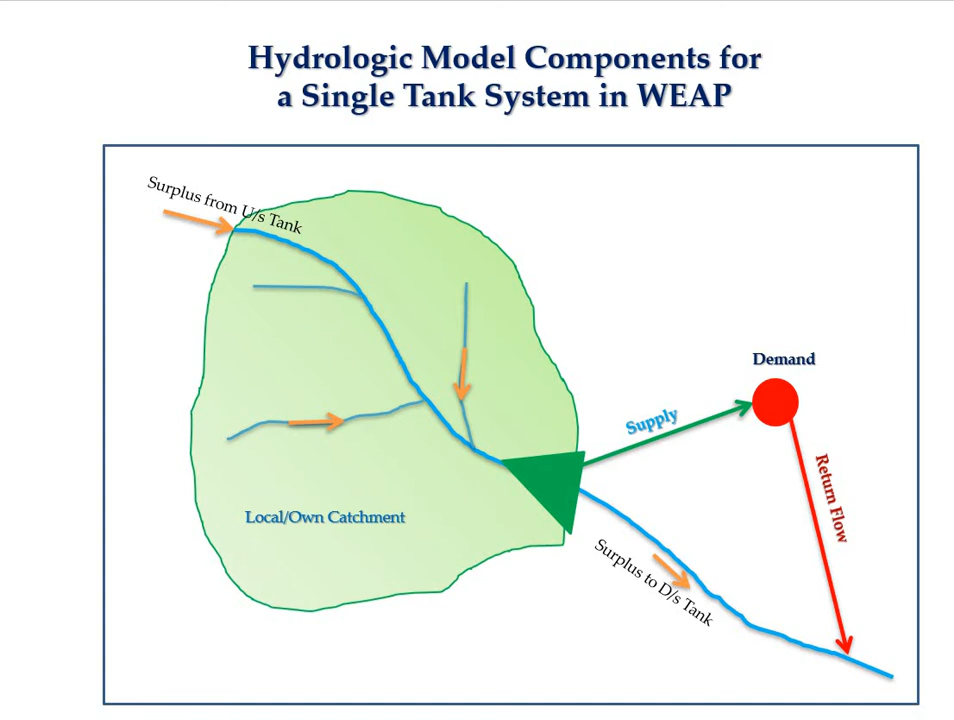 Hydrologic Model Components for
a Single Tank System in WEAP
Surplus from U/s Tank
Demand
Supply
Return Flow
Local/Own Catchment
Surplus to D/s Tank